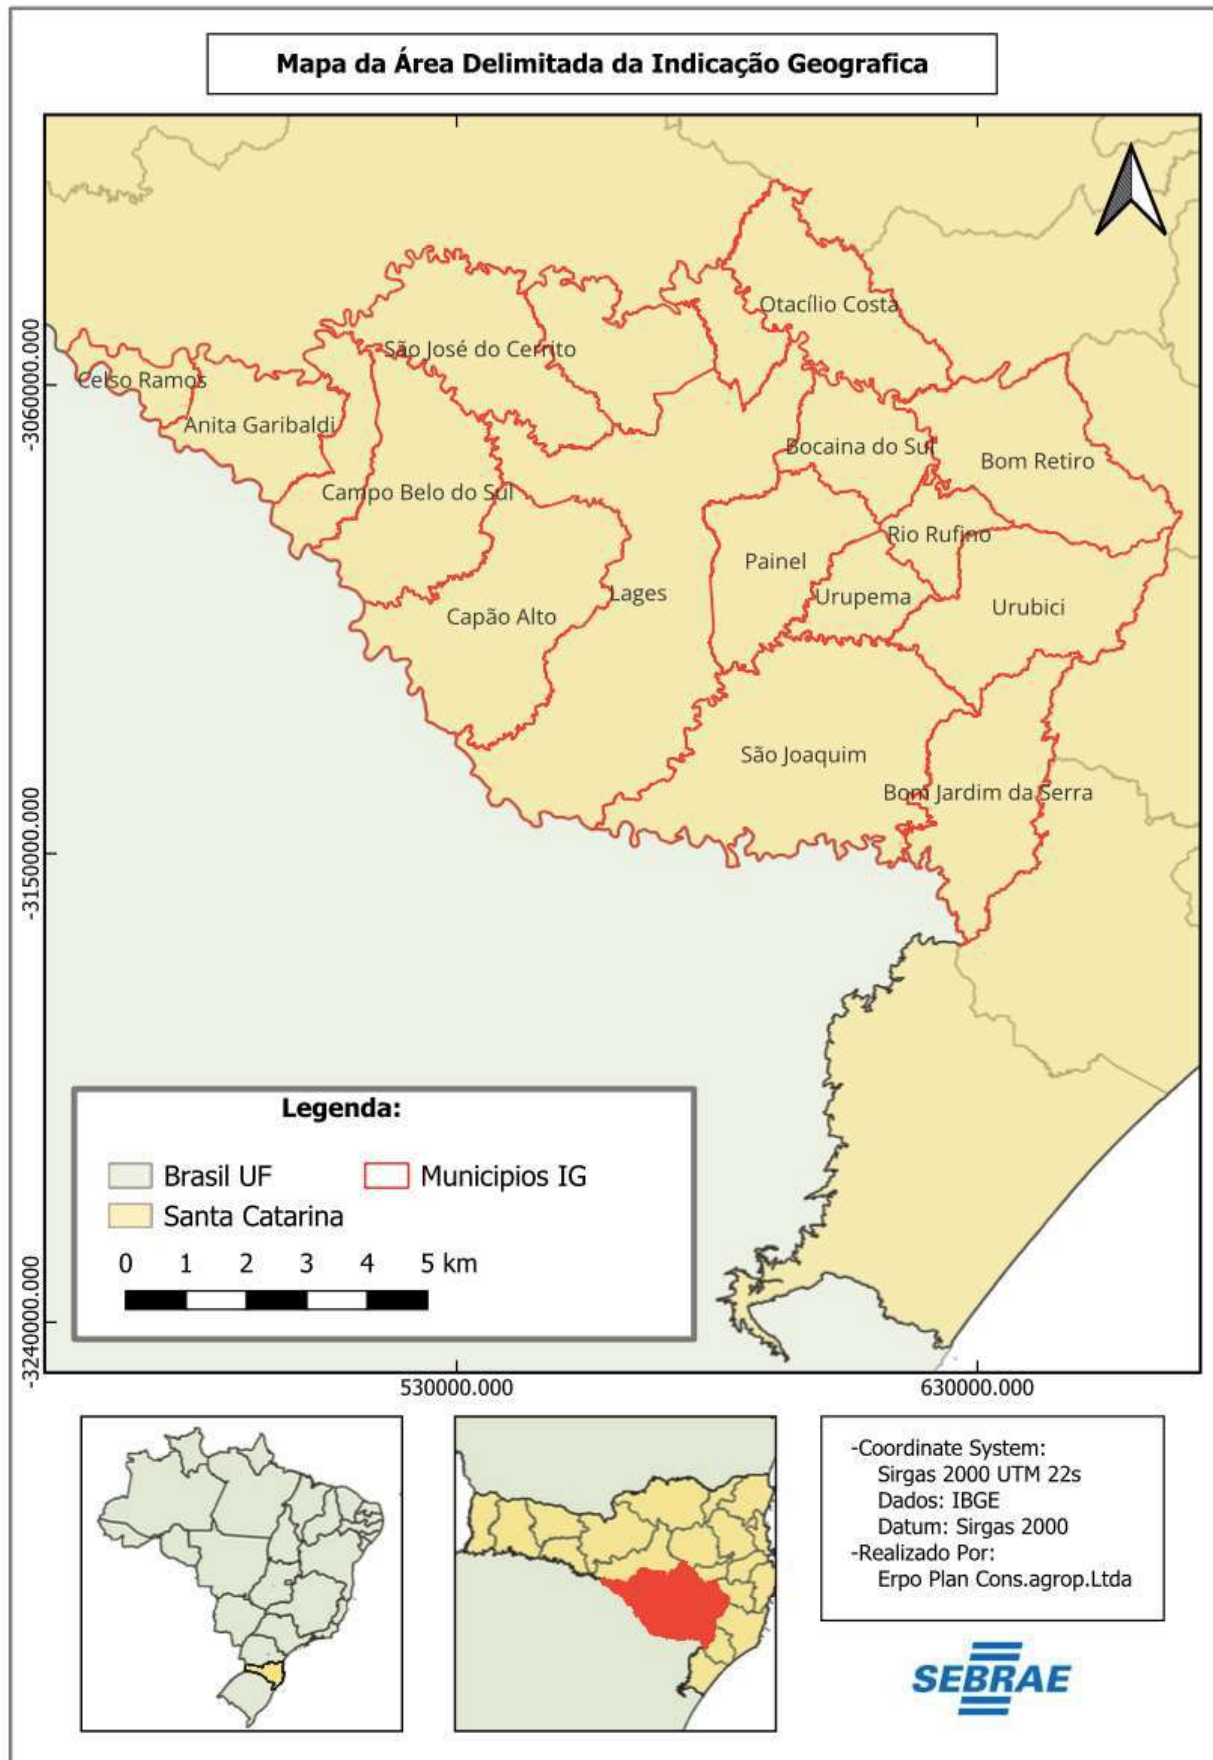 Mapa da Área Delimitada da Indicação Geografica
Otacílio Costa
São José do Cerrito
Celso Ramos
Anita Garibaldi
Bocaina do Sul
Bom Retiro
Campo Belo do Sul
Rio Rufino
Painel
Lages
Urupema
Urubici
Capão Alto
São Joaquim
Bom Jardim da Serra
-3060000.000
-3150000.000
-3240000.000
530000.000
630000.000
Legenda:
Brasil UF
Municipios IG
Santa Catarina
0 1 2 3 4 5 km
-Coordinate System:
Sirgas 2000 UTM 22s
Dados: IBGE
Datum: Sirgas 2000
-Realizado Por:
Erpo Plan Cons.agrop.Ltda
SEBRAE